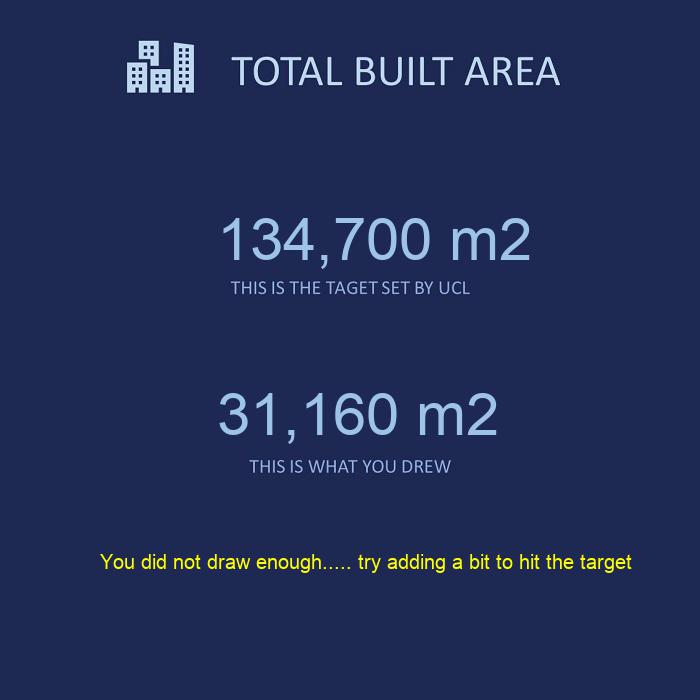 TOTAL BUILT AREA
134,700 m2
THIS IS THE TAGET SET BY UCL
31,160 m2
THIS IS WHAT YOU DREW
You did not draw enough..... try adding a bit to hit the target